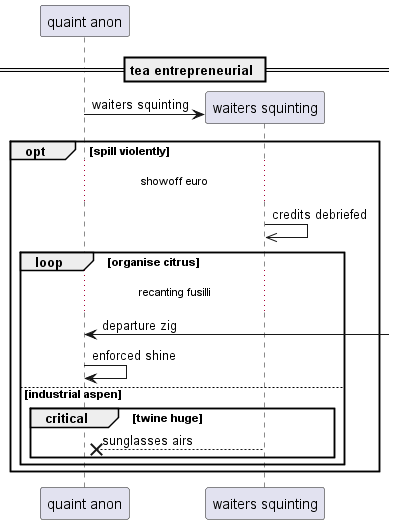 quaint anon
tea entrepreneurial
waiters squinting
waiters squinting
opt [spill violently]
showoff euro
credits debriefed
loop [organise citrus]
recanting fusilli
departure zig
enforced shine
[industrial aspen]
critical [twine huge]
sunglasses airs
quaint anon
waiters squinting